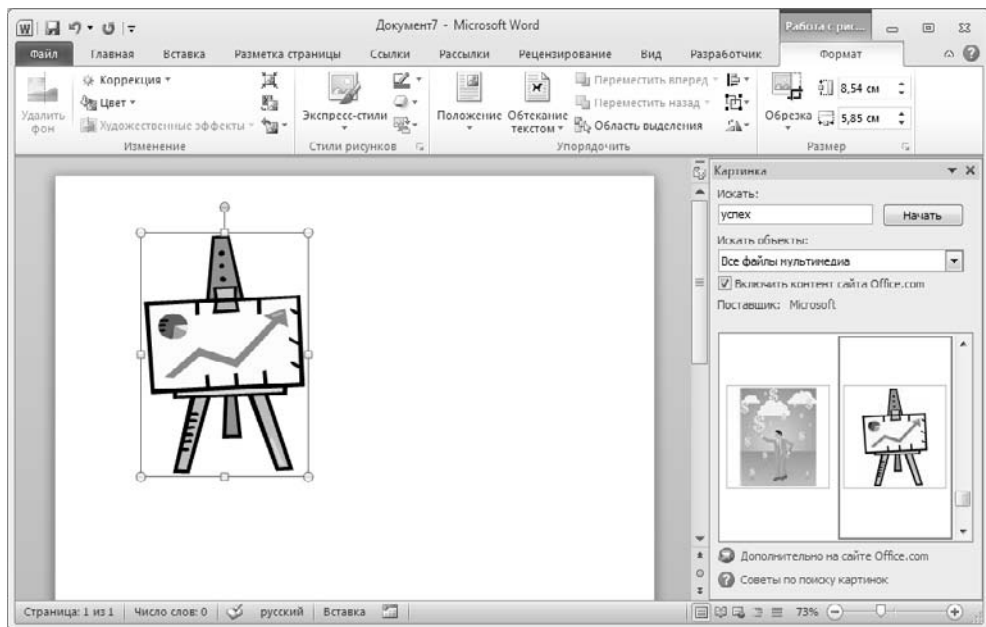 Документ7 - Microsoft Word
Работа с рис...
Файл Главная Вставка Разметка страницы Ссылки Рассылки Рецензирование Вид Разработчик Формат
Удалить фон
Коррекция
Цвет
Художественные эффекты
Изменение
Экспресс-стили
Стили рисунков
Положение
Обтекание текстом
Переместить вперед
Переместить назад
Область выделения
Упорядочить
Обрезка
8,54 см
5,85 см
Размер
Картинка
Искать:
успех
Начать
Искать объекты:
Все файлы мультимедиа
Включить контент сайта Office.com
Поставщик: Microsoft
Дополнительно на сайте Office.com
Советы по поиску картинок
Страница: 1 из 1 Число слов: 0 русский Вставка 73%